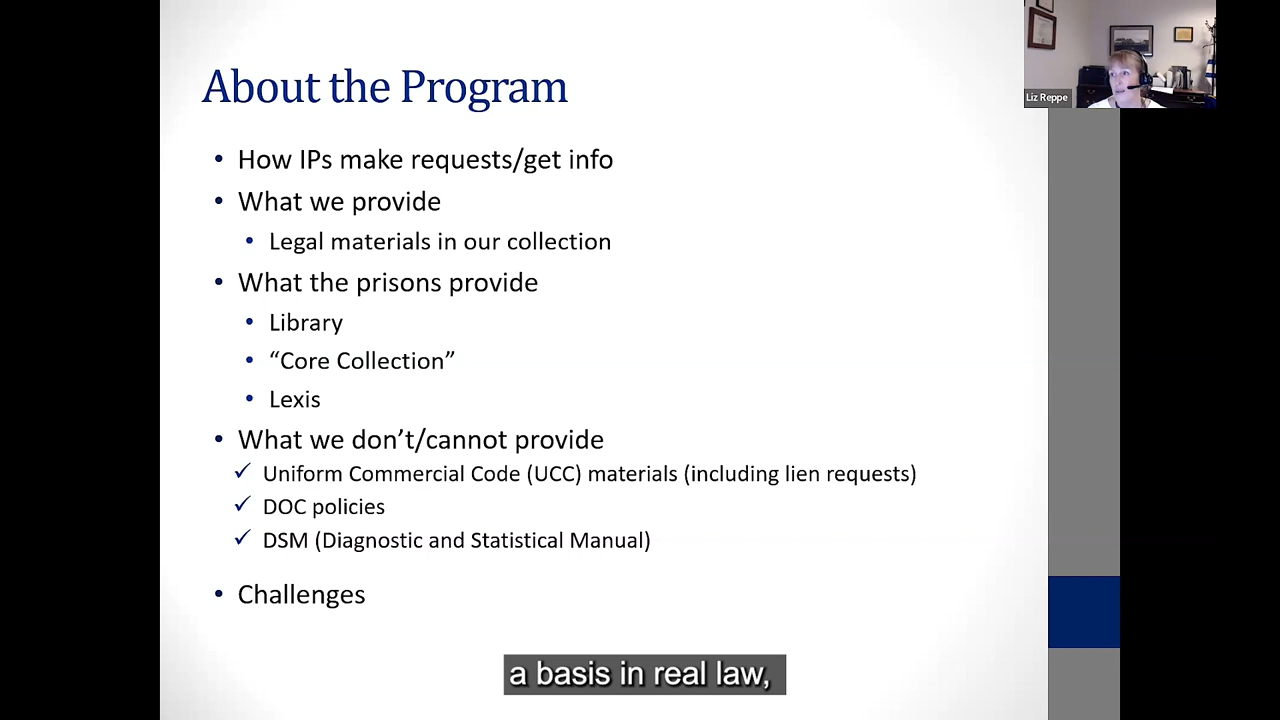 About the Program
Liz Reppe
• How IPs make requests/get info
• What we provide
• Legal materials in our collection
• What the prisons provide
• Library
• “Core Collection”
• Lexis
• What we don’t/cannot provide
✓ Uniform Commercial Code (UCC) materials (including lien requests)
✓ DOC policies
✓ DSM (Diagnostic and Statistical Manual)
• Challenges
a basis in real law,